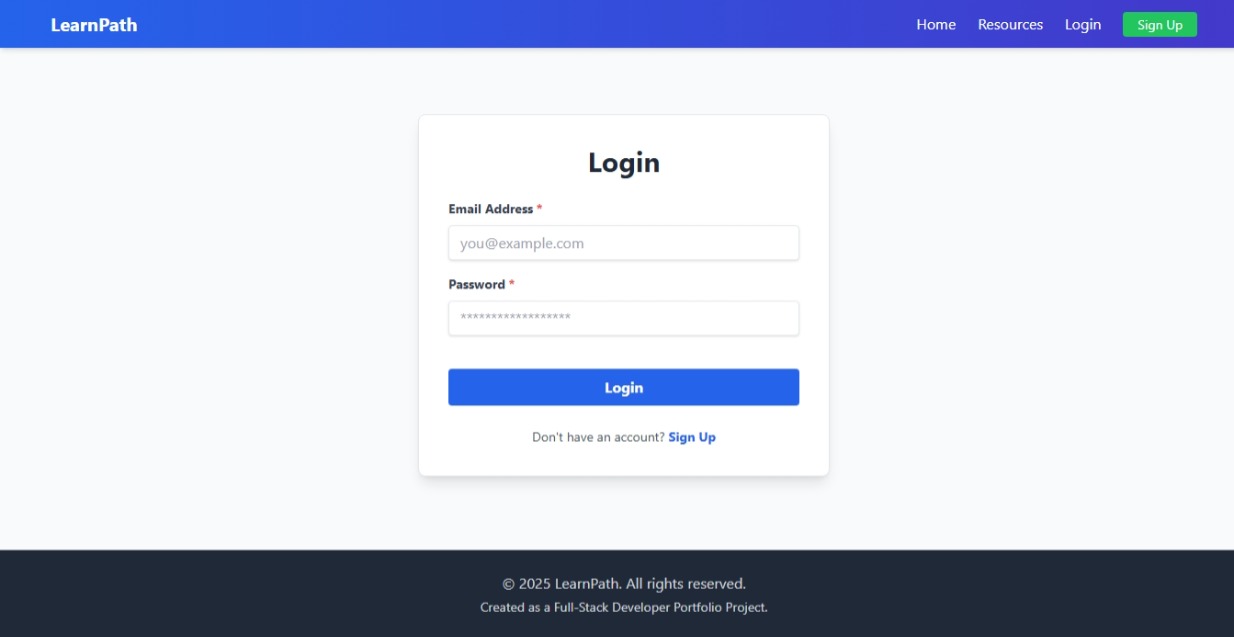 LearnPath
Home Resources Login Sign Up
Login
Email Address *
you@example.com
Password *
******************
Login
Don't have an account? Sign Up
© 2025 LearnPath. All rights reserved.
Created as a Full-Stack Developer Portfolio Project.